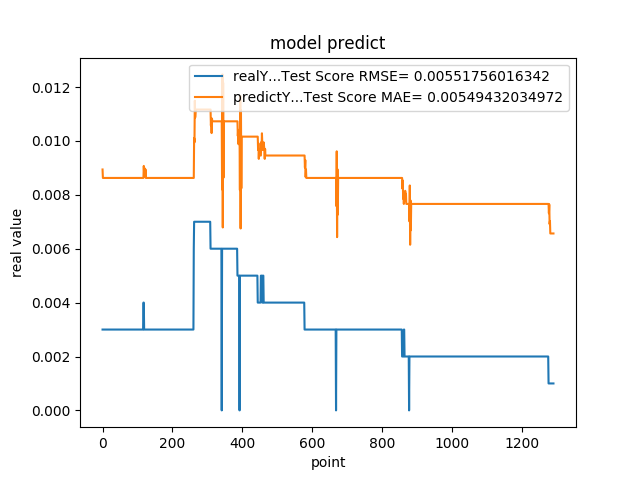 model predict
realY...Test Score RMSE= 0.00551756016342
predictY...Test Score MAE= 0.00549432034972
0.012
0.010
0.008
0.006
0.004
0.002
0.000
real value
0 200 400 600 800 1000 1200
point